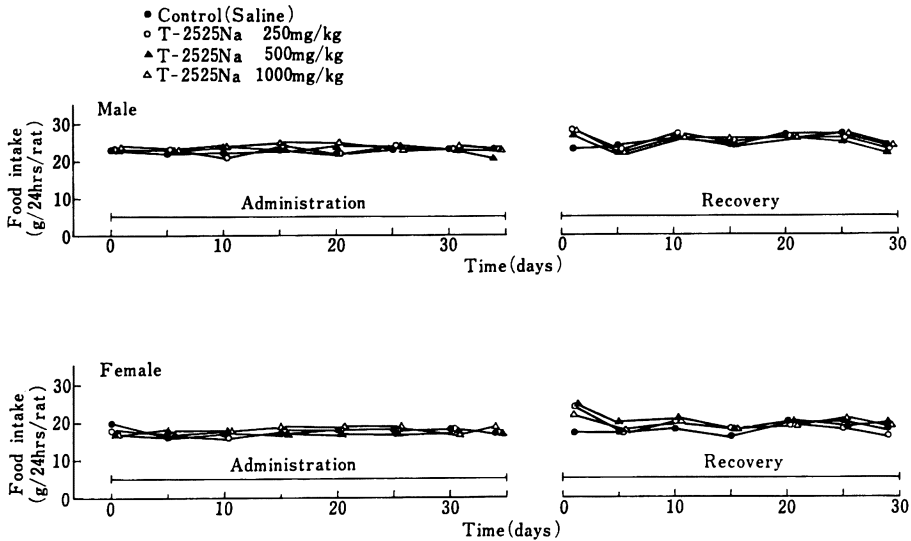 ● Control(Saline)
○ T-2525Na 250mg/kg
▲ T-2525Na 500mg/kg
△ T-2525Na 1000mg/kg
Male
Food intake
(g/24hrs/rat)
30
20
10
0
Administration
Recovery
0 10 20 30 0 10 20 30
Time(days)
Female
Food intake
(g/24hrs/rat)
30
20
10
0
Administration
Recovery
0 10 20 30 0 10 20 30
Time(days)